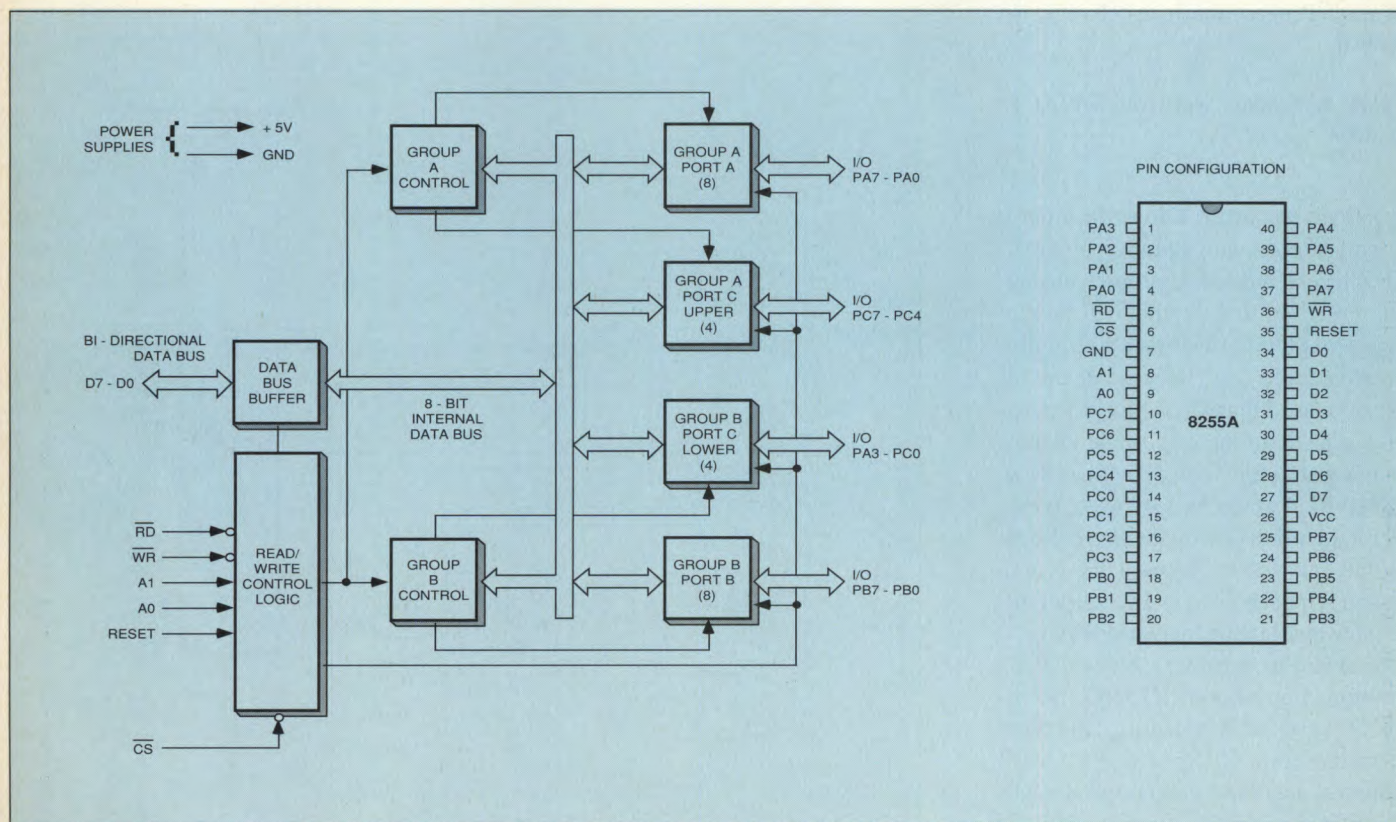 POWER
SUPPLIES
+ 5V
GND
GROUP
A
CONTROL
GROUP A
PORT A
(8)
I/O
PA7 - PA0
GROUP A
PORT C
UPPER
(4)
I/O
PC7 - PC4
BI - DIRECTIONAL
DATA BUS
D7 - D0
DATA
BUS
BUFFER
8 - BIT
INTERNAL
DATA BUS
GROUP B
PORT C
LOWER
(4)
I/O
PA3 - PC0
RD
WR
A1
A0
RESET
CS
READ/
WRITE
CONTROL
LOGIC
GROUP
B
CONTROL
GROUP B
PORT B
(8)
I/O
PB7 - PB0
PIN CONFIGURATION
8255A
PA3 1 40 PA4
PA2 2 39 PA5
PA1 3 38 PA6
PA0 4 37 PA7
RD 5 36 WR
CS 6 35 RESET
GND 7 34 D0
A1 8 33 D1
A0 9 32 D2
PC7 10 31 D3
PC6 11 30 D4
PC5 12 29 D5
PC4 13 28 D6
PC0 14 27 D7
PC1 15 26 VCC
PC2 16 25 PB7
PC3 17 24 PB6
PB0 18 23 PB5
PB1 19 22 PB4
PB2 20 21 PB3